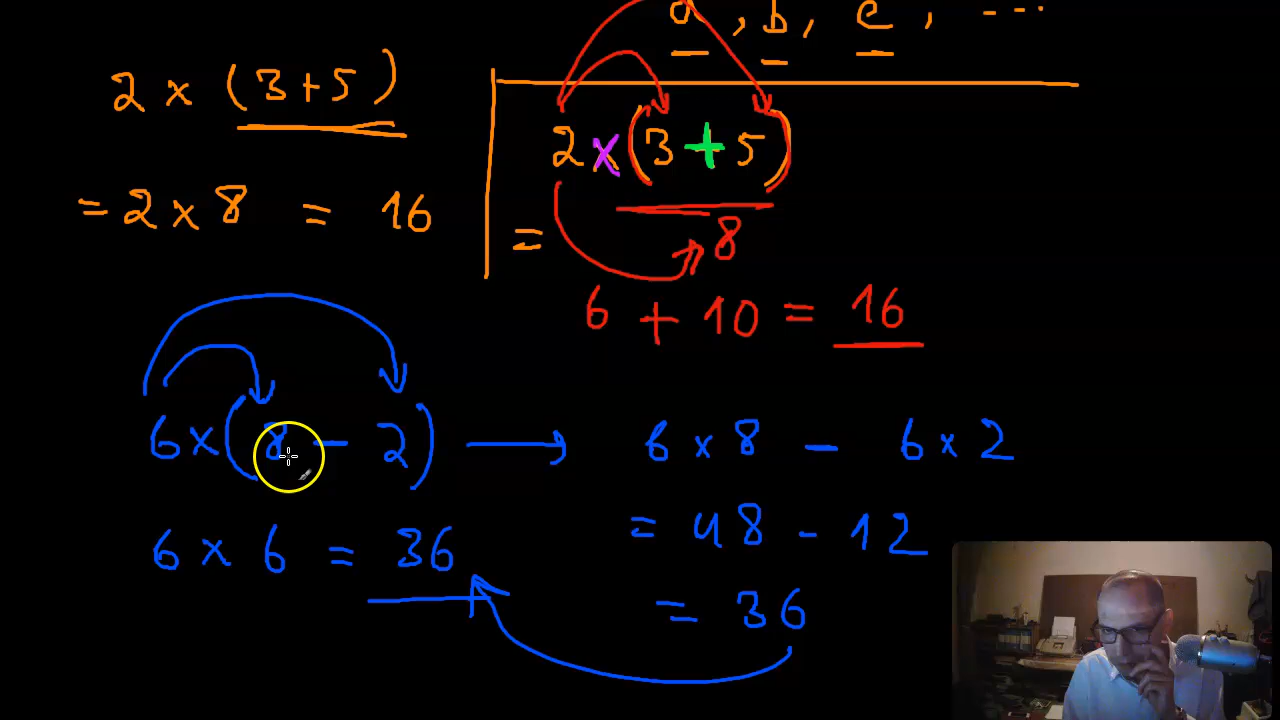 a, b, c, ...
2 × (3+5)
= 2 × 8 = 16
2 × (3 + 5)
=
8
6 + 10 = 16
6 × (8 - 2) → 6 × 8 - 6 × 2
6 × 6 = 36
= 48 - 12
= 36